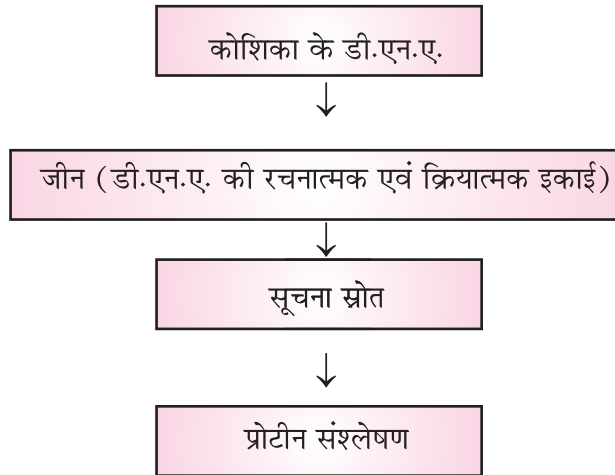 कोशिका के डी.एन.ए.
↓
जीन (डी.एन.ए. की रचनात्मक एवं क्रियात्मक इकाई)
↓
सूचना स्रोत
↓
प्रोटीन संश्लेषण